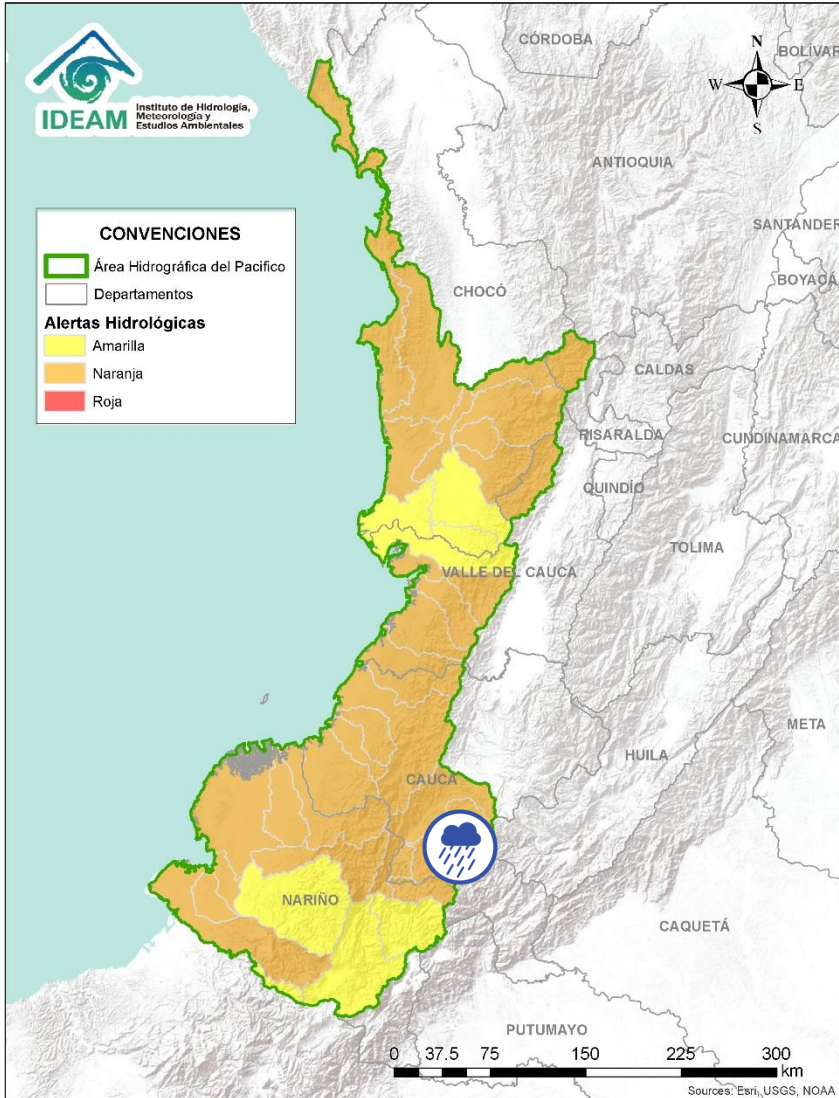 IDEAM
Instituto de Hidrología,
Meteorología y
Estudios Ambientales
CÓRDOBA
BOLÍVAR
N
W
E
S
ANTIOQUIA
SANTANDER
BOYACÁ
CONVENCIONES
Área Hidrográfica del Pacifico
Departamentos
Alertas Hidrológicas
Amarilla
Naranja
Roja
CHOCÓ
CALDAS
RISARALDA
CUNDINAMARCA
QUINDÍO
TOLIMA
VALLE DEL CAUCA
META
HUILA
CAUCA
NARIÑO
CAQUETÁ
PUTUMAYO
0 37.5 75 150 225 300
km
Sources: Esri, USGS, NOAA